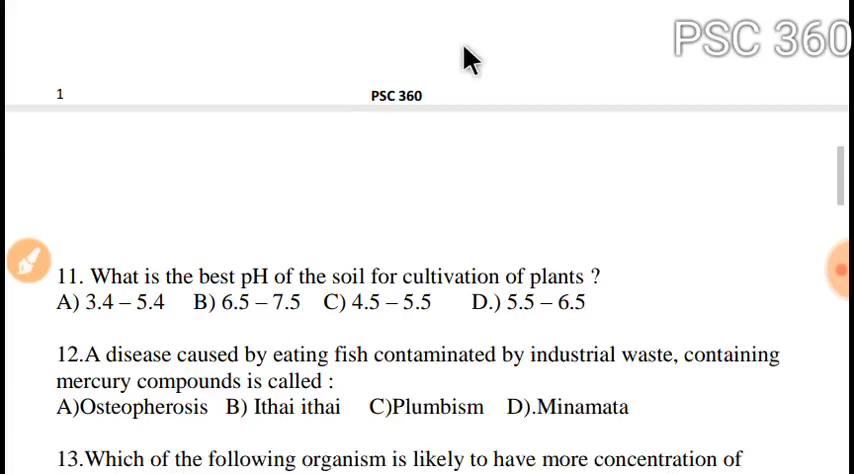 PSC 360
1
PSC 360
11. What is the best pH of the soil for cultivation of plants ?
A) 3.4 – 5.4 B) 6.5 – 7.5 C) 4.5 – 5.5 D.) 5.5 – 6.5
12.A disease caused by eating fish contaminated by industrial waste, containing
mercury compounds is called :
A)Osteopherosis B) Ithai ithai C)Plumbism D).Minamata
13.Which of the following organism is likely to have more concentration of